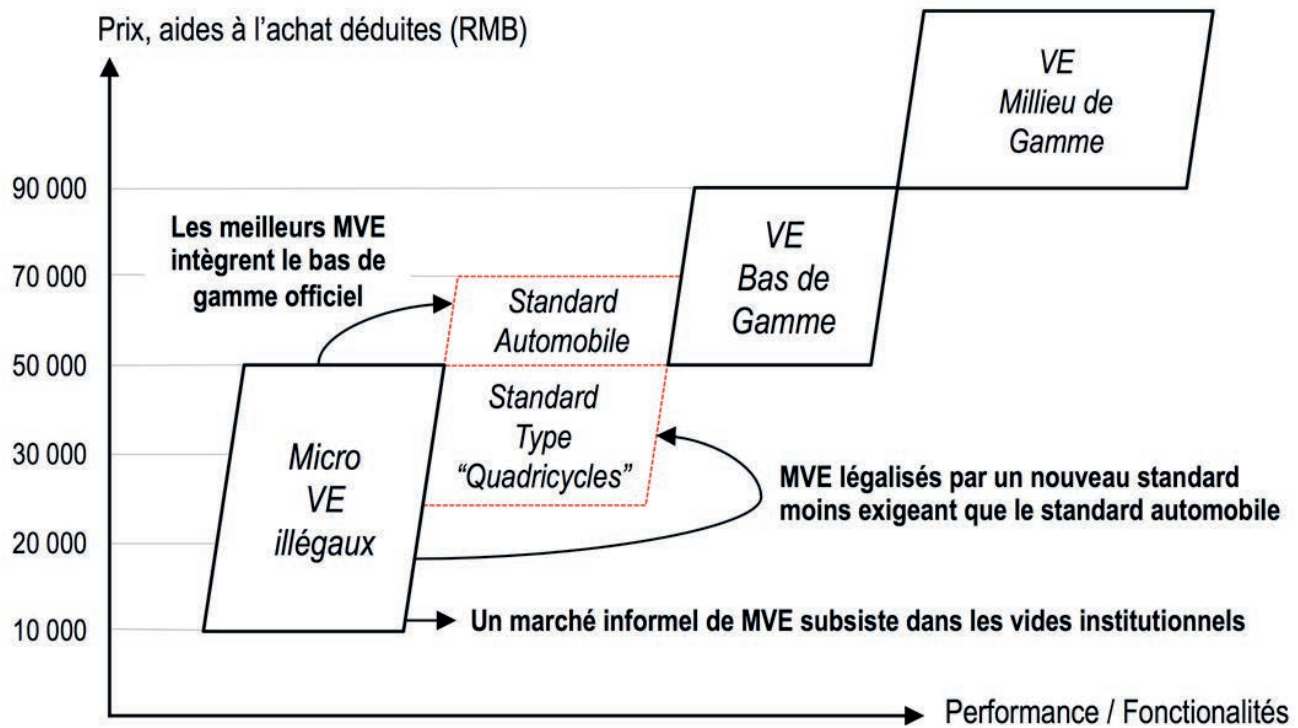 Prix, aides à l’achat déduites (RMB)
VE
Millieu de
Gamme
90 000
Les meilleurs MVE
intègrent le bas de
gamme officiel
VE
Bas de
Gamme
70 000
Standard
Automobile
50 000
Standard
Type
“Quadricycles”
30 000
Micro
VE
illégaux
MVE légalisés par un nouveau standard
moins exigeant que le standard automobile
20 000
10 000
Un marché informel de MVE subsiste dans les vides institutionnels
Performance / Fonctionalités